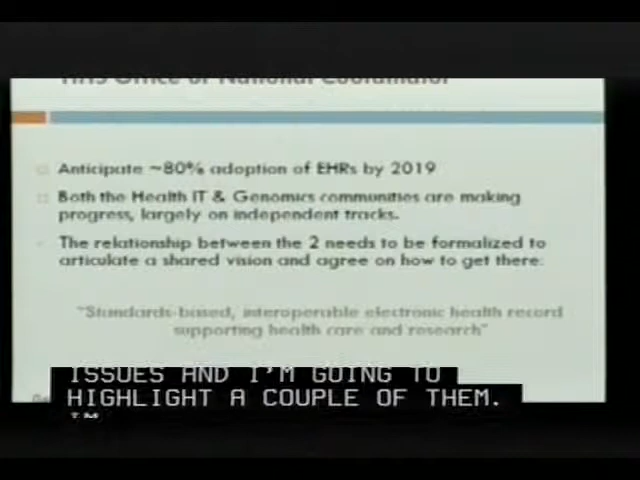 HHS Office of National Coordinator
Anticipate ~80% adoption of EHRs by 2019
Both the Health IT & Genomics communities are making
progress, largely on independent tracks.
The relationship between the 2 needs to be formalized to
articulate a shared vision and agree on how to get there:
"Standards-based, interoperable electronic health record
supporting health care and research"
ISSUES AND I'M GOING TO
HIGHLIGHT A COUPLE OF THEM.